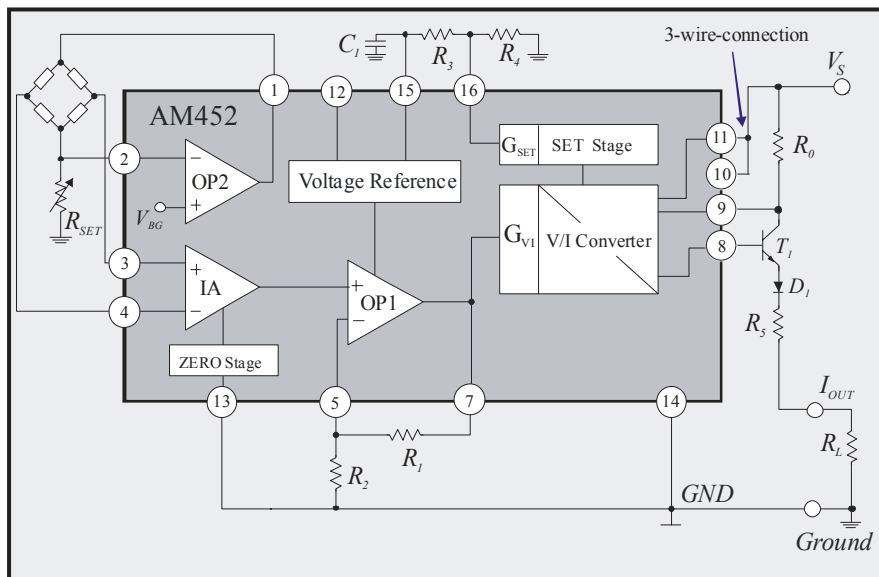 3-wire-connection
C1
R3
R4
VS
1
12
15
16
AM452
11
GSET
SET Stage
R0
2
−
OP2
+
10
Voltage Reference
9
RSET
VBG
GVI
V/I Converter
8
T1
3
+
IA
−
+
OP1
−
D1
4
R5
ZERO Stage
13
5
7
14
IOUT
R1
R2
RL
GND
Ground